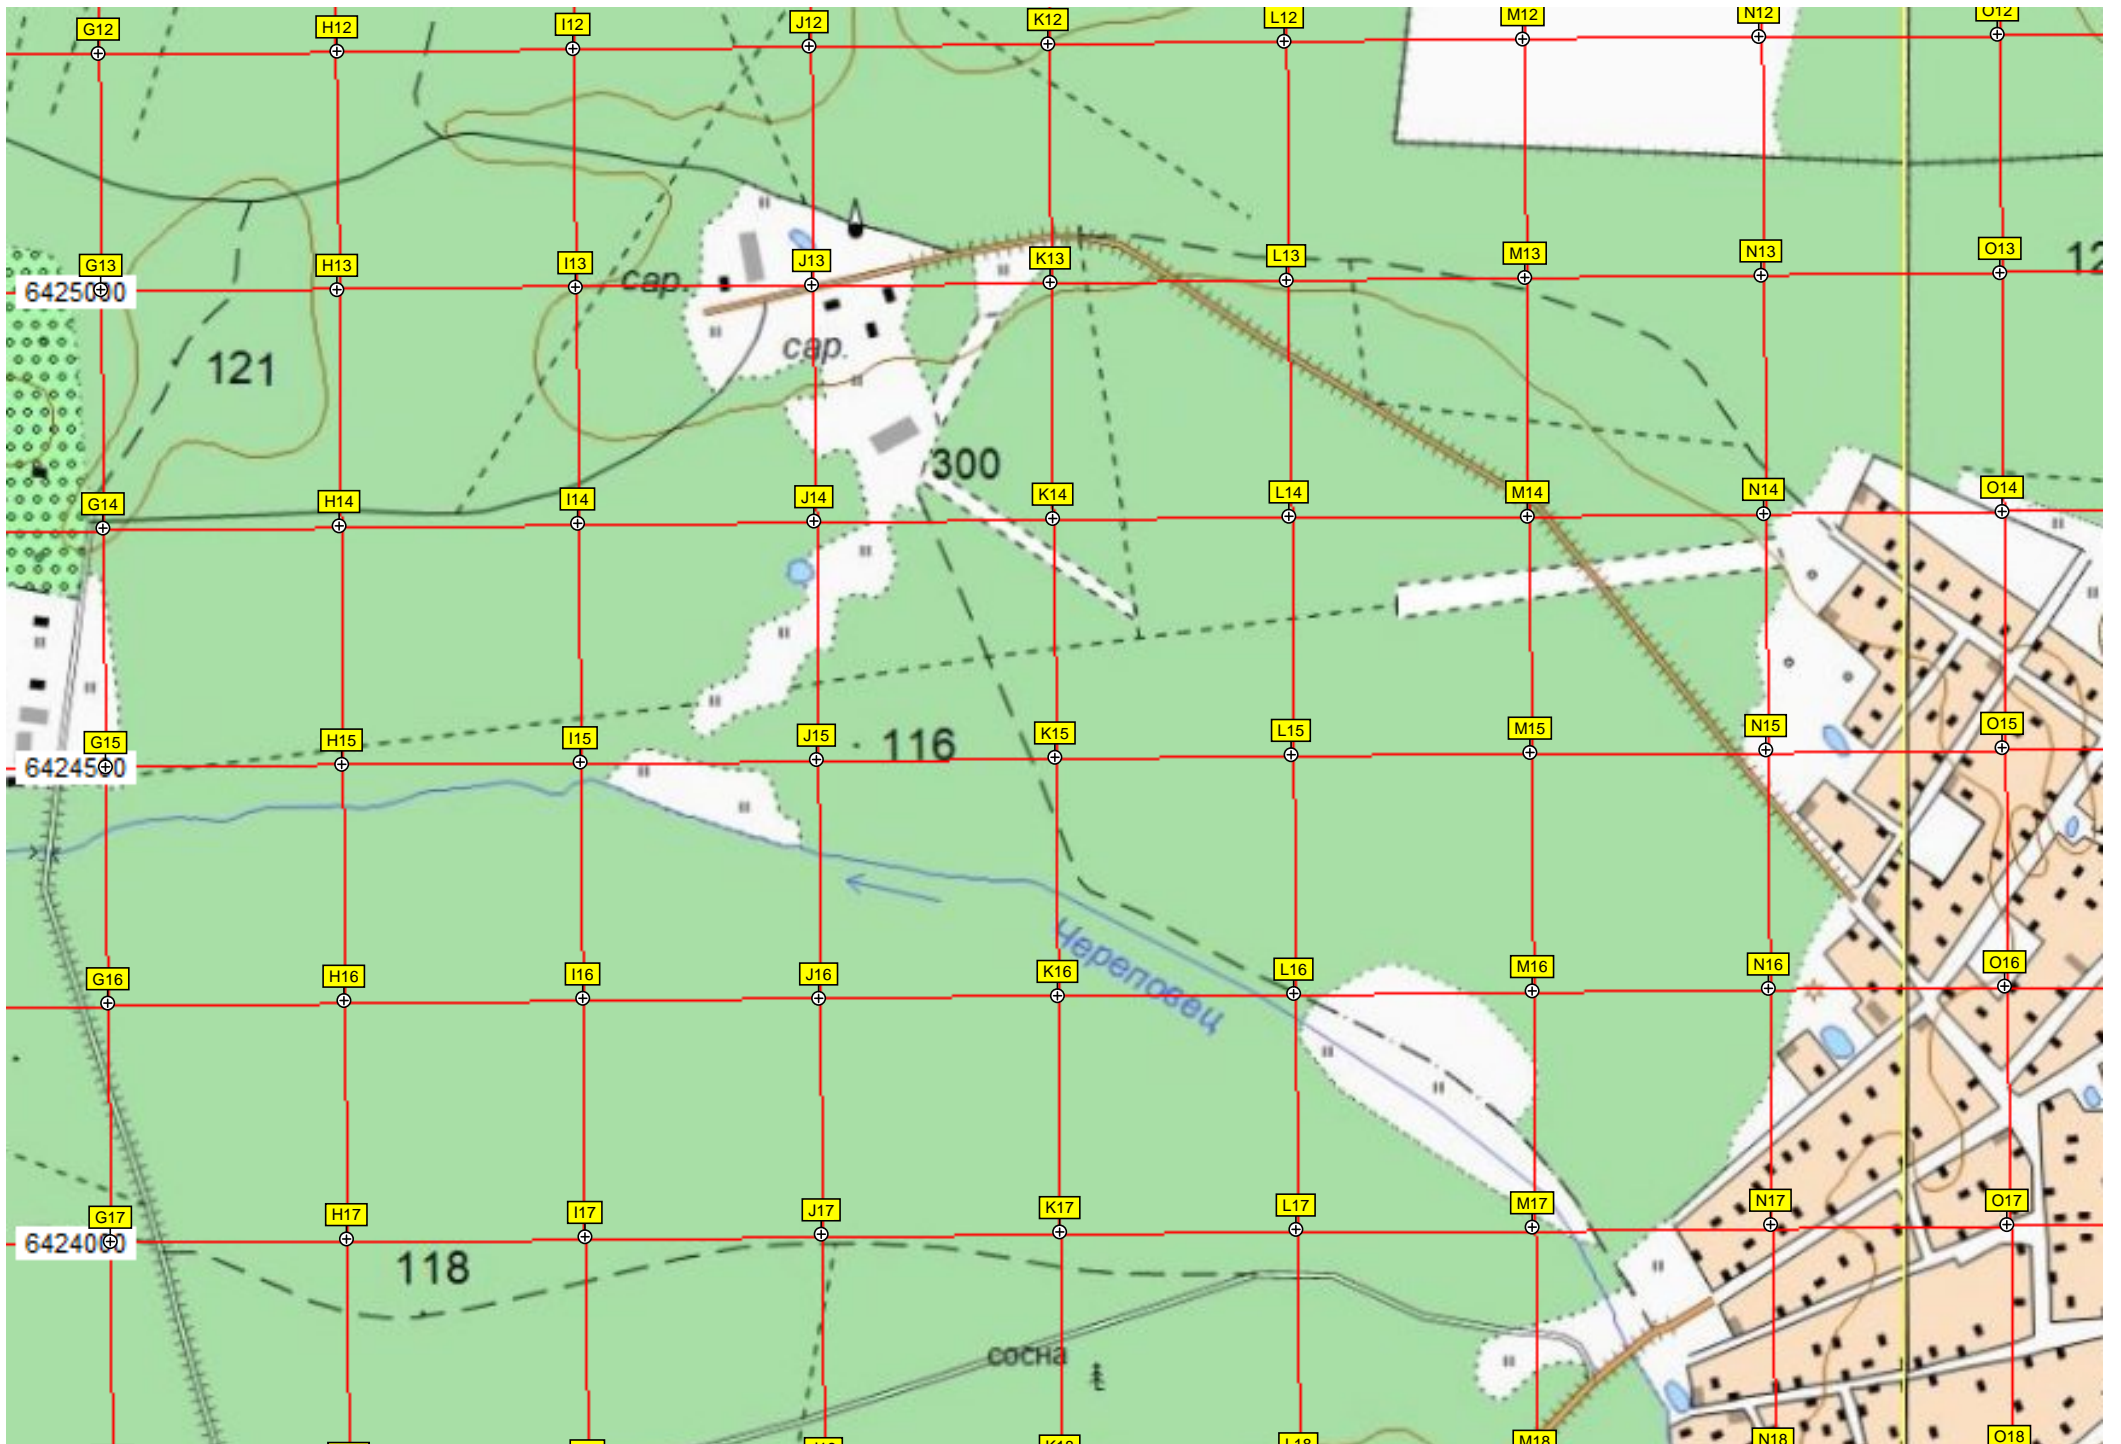 G12 H12 I12 J12 K12 L12 M12 N12 O12
G13 H13 I13 J13 K13 L13 M13 N13 O13
6425000
сар.
сар.
121
300
G14 H14 I14 J14 K14 L14 M14 N14 O14
G15 H15 I15 J15 K15 L15 M15 N15 O15
6424500
116
Череповец
G16 H16 I16 J16 K16 L16 M16 N16 O16
G17 H17 I17 J17 K17 L17 M17 N17 O17
6424000
118
сосна
K18 L18 M18 N18 O18